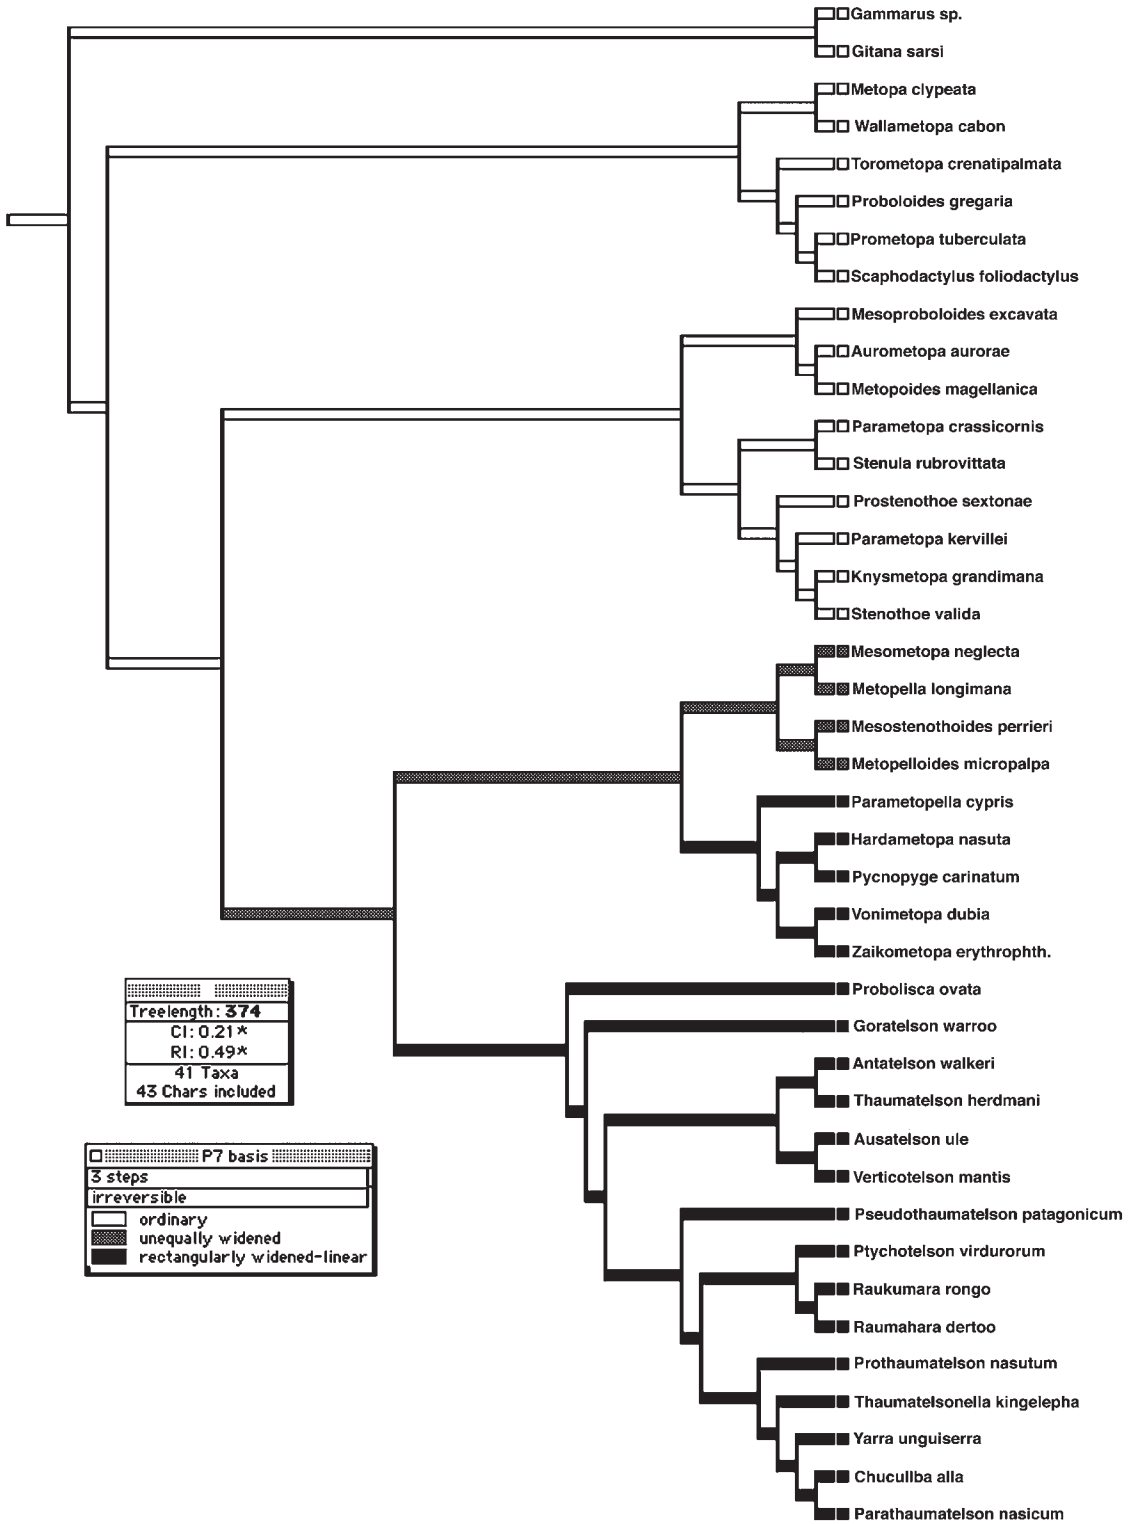 Gammarus sp.
Gitana sarsi
Metopa clypeata
Wallametopa cabon
Torometopa crenatipalmata
Proboloides gregaria
Prometopa tuberculata
Scaphodactylus foliodactylus
Mesoproboloides excavata
Aurometopa aurorae
Metopoides magellanica
Parametopa crassicornis
Stenula rubrovittata
Prostenothoe sextonae
Parametopa kervillei
Knysmetopa grandimana
Stenothoe valida
Mesometopa neglecta
Metopella longimana
Mesostenothoides perrieri
Metopelloides micropalpa
Parametopella cypris
Hardametopa nasuta
Pycnopyge carinatum
Vonimetopa dubia
Zaikometopa erythrophth.
Probolisca ovata
Goratelson warroo
Antatelson walkeri
Thaumatelson herdmani
Ausatelson ule
Verticotelson mantis
Pseudothaumatelson patagonicum
Ptychotelson virdurorum
Raukumara rongo
Raumahara dertoo
Prothaumatelson nasutum
Thaumatelsonella kingelepha
Yarra unguiserra
Chucullba alla
Parathaumatelson nasicum
Treelength: 374
CI: 0.21*
RI: 0.49*
41 Taxa
43 Chars included
P7 basis
3 steps
irreversible
ordinary
unequally widened
rectangularly widened-linear